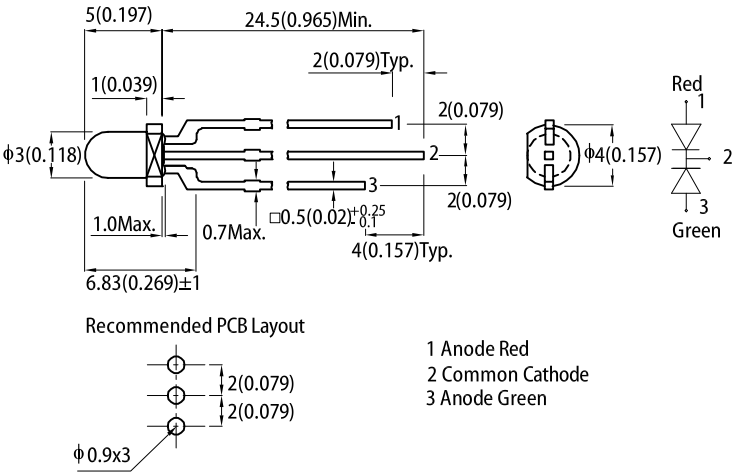 5(0.197)
24.5(0.965)Min.
2(0.079)Typ.
1(0.039)
2(0.079)
Red
1
1
ϕ3(0.118)
2
ϕ4(0.157)
2
3
2(0.079)
3
1.0Max.
0.7Max.
□0.5(0.02)+0.25
-0.1
Green
4(0.157)Typ.
6.83(0.269)±1
Recommended PCB Layout
1 Anode Red
2 Common Cathode
3 Anode Green
2(0.079)
2(0.079)
ϕ0.9x3